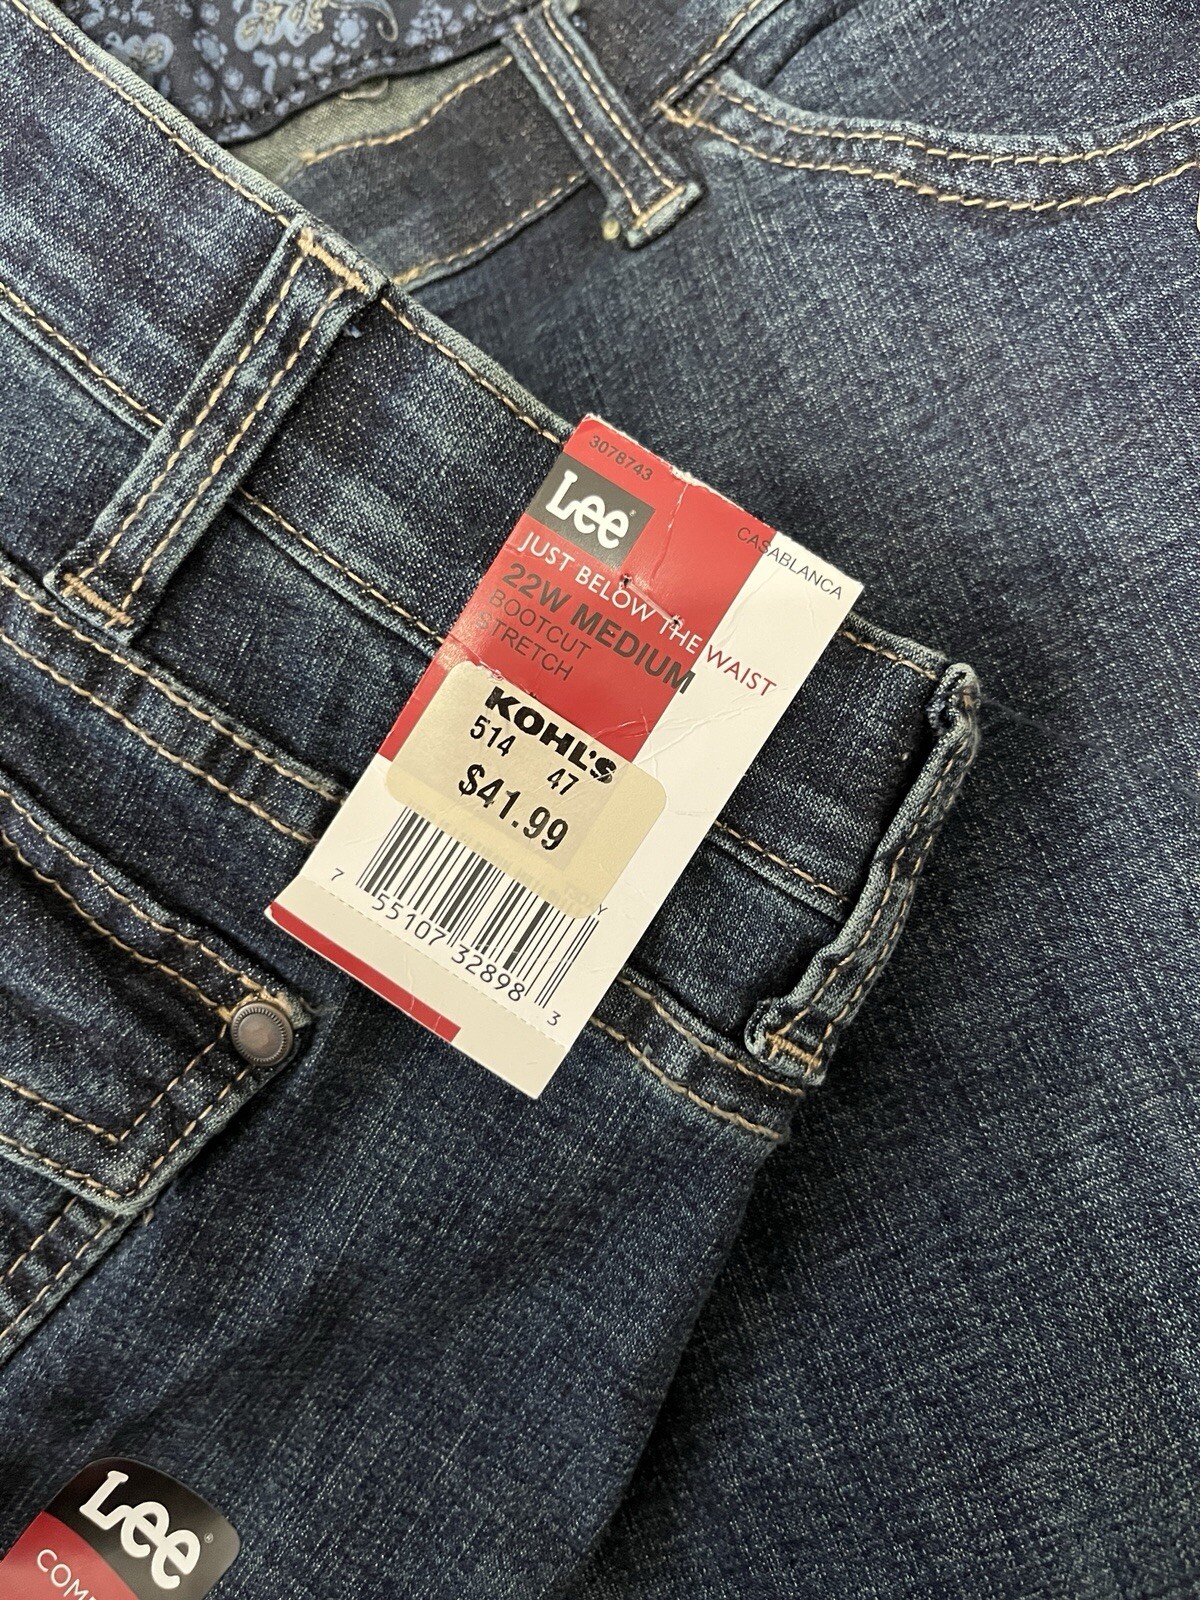 3078743
Lee
CASABLANCA
JUST BELOW THE WAIST
22W MEDIUM
BOOTCUT
STRETCH
KOHL'S
514 47
$41.99
7 55107 32898 3
Lee